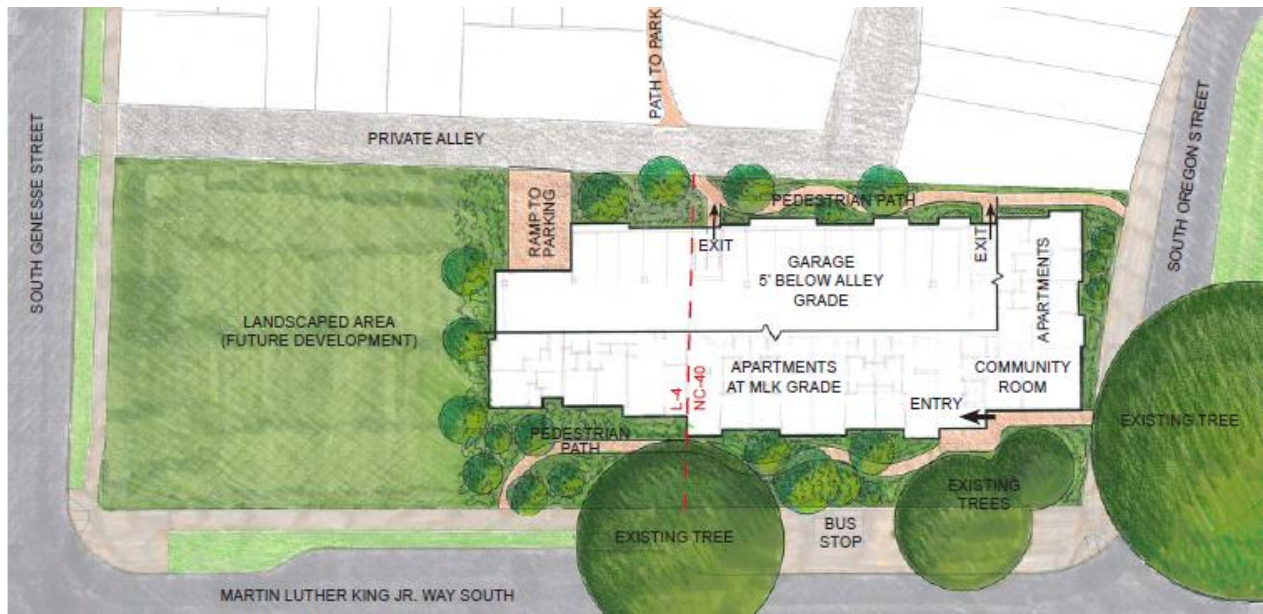 PATH TO PARK
PRIVATE ALLEY
SOUTH GENESSE STREET
SOUTH OREGON STREET
RAMP TO
PARKING
PEDESTRIAN PATH
EXIT
EXIT
GARAGE
5' BELOW ALLEY
GRADE
APARTMENTS
LANDSCAPED AREA
(FUTURE DEVELOPMENT)
L-4
NC-40
APARTMENTS
AT MLK GRADE
COMMUNITY
ROOM
ENTRY
PEDESTRIAN
PATH
EXISTING TREE
EXISTING
TREES
EXISTING TREE
BUS
STOP
MARTIN LUTHER KING JR. WAY SOUTH